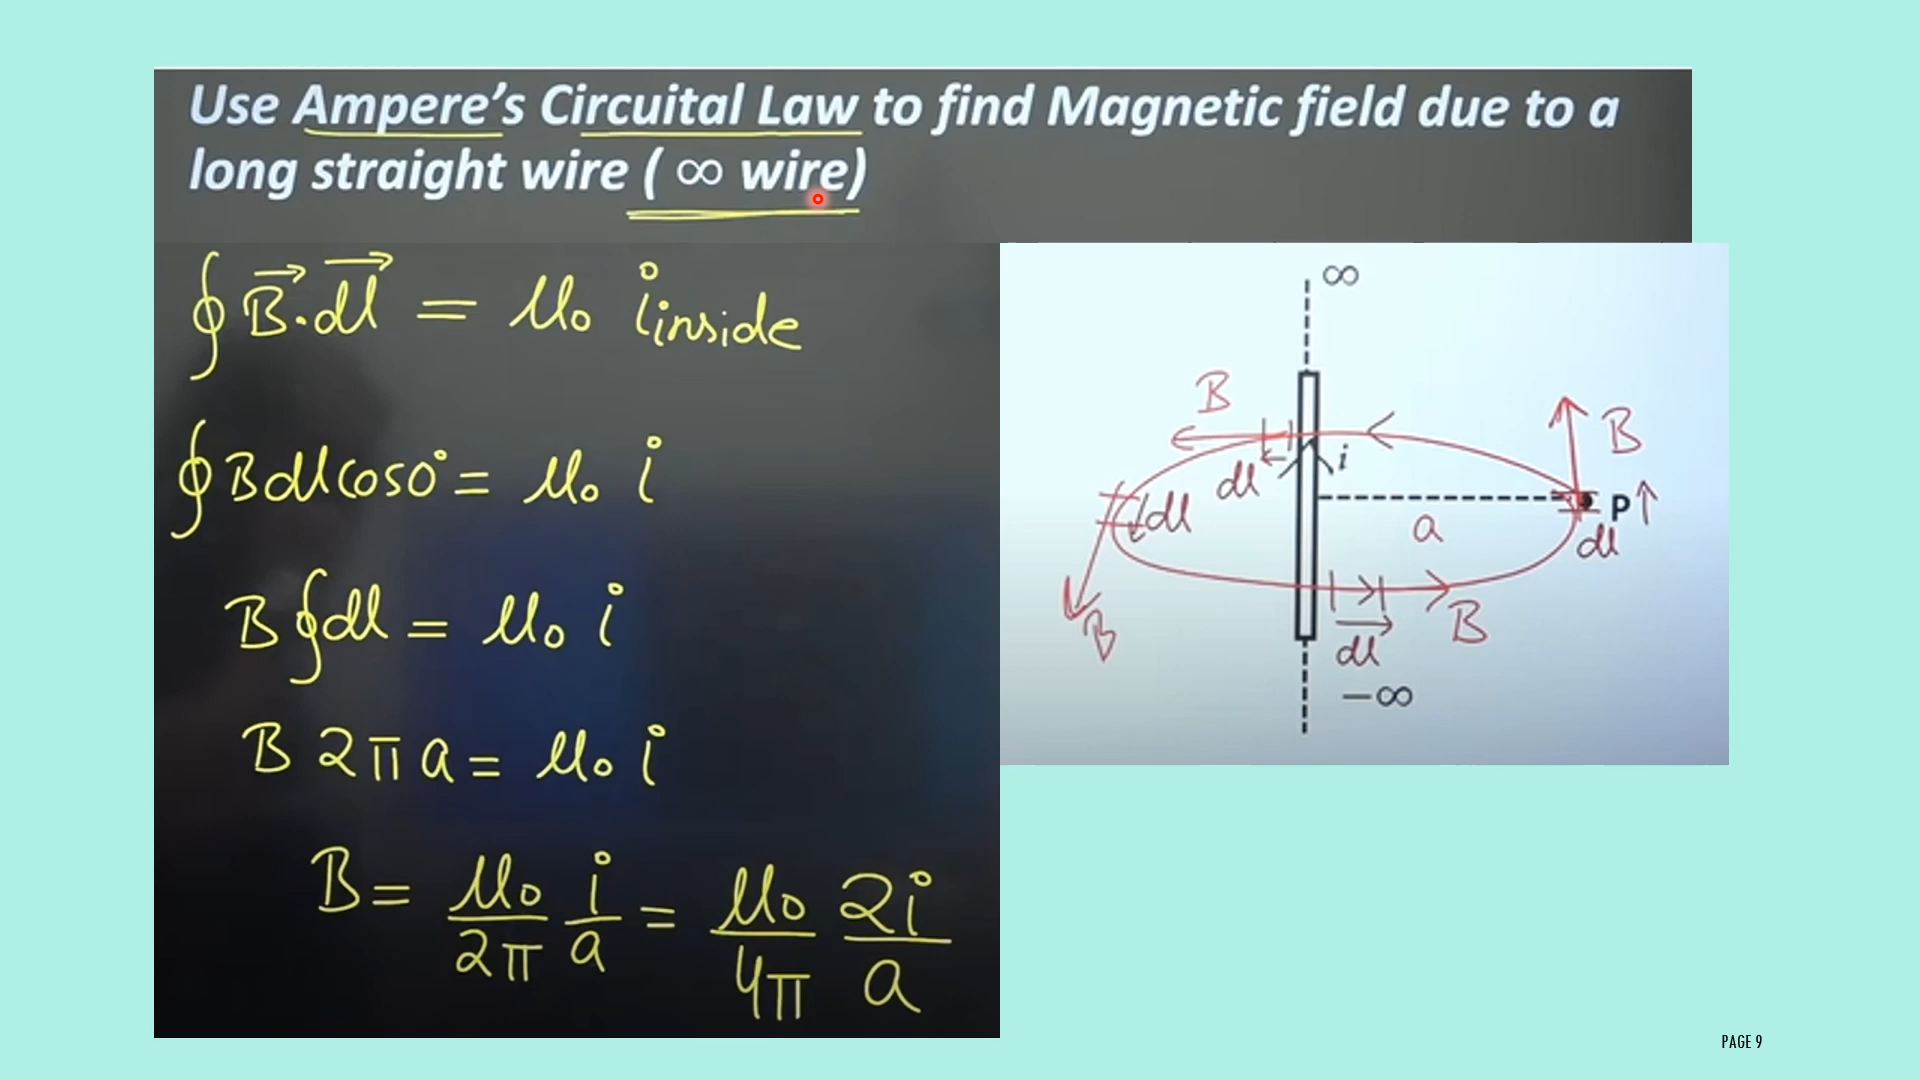 Use Ampere's Circuital Law to find Magnetic field due to a
long straight wire ( ∞ wire)
∮ B⃗ · dl⃗ = μ₀ i inside
∮ B dl cos0° = μ₀ i
B ∮ dl = μ₀ i
B 2π a = μ₀ i
B = μ₀/2π i/a = μ₀/4π 2i/a
∞
B
B
dl
i
dl
P ↑
a
dl
B
B
dl
−∞
PAGE 9